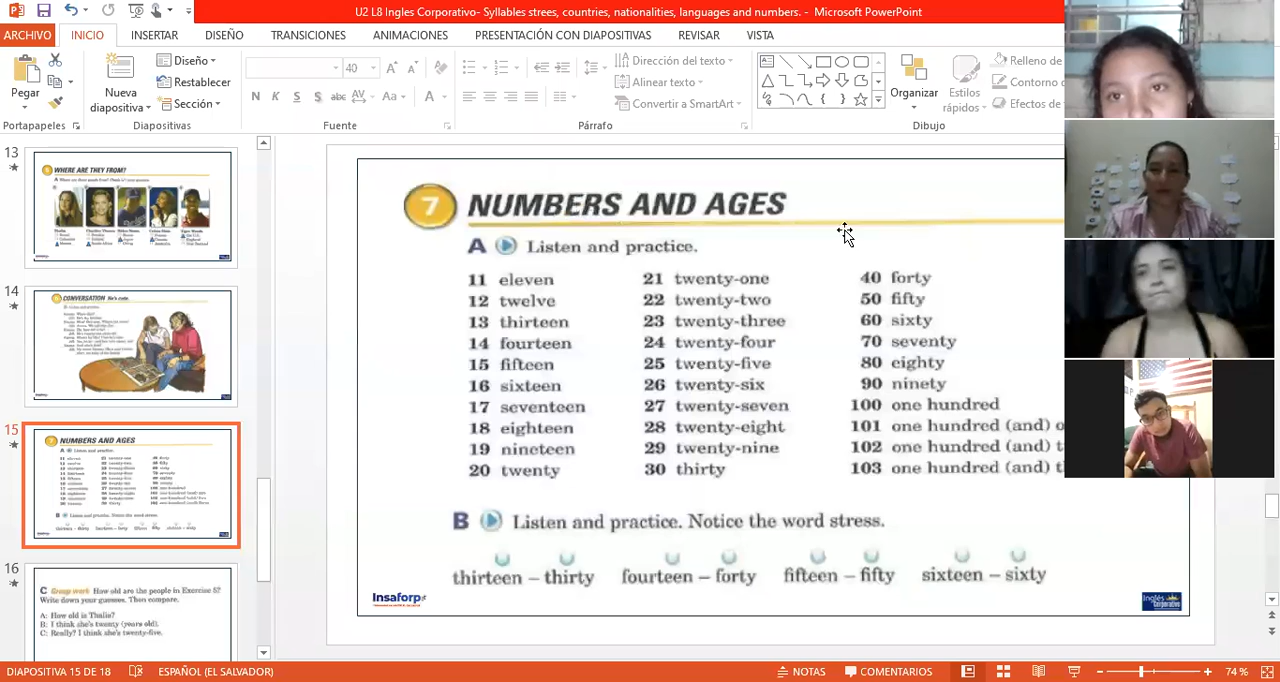 U2 L8 Ingles Corporativo- Syllables strees, countries, nationalities, languages and numbers. - Microsoft PowerPoint
ARCHIVO INICIO INSERTAR DISEÑO TRANSICIONES ANIMACIONES PRESENTACIÓN CON DIAPOSITIVAS REVISAR VISTA
Pegar
Nueva diapositiva
Diseño
Restablecer
Sección
40
N K S S abc AV Aa A
Dirección del texto
Alinear texto
Convertir a SmartArt
Organizar
Estilos rápidos
Relleno de
Contorno
Efectos de
Portapapeles Diapositivas Fuente Párrafo Dibujo
13
WHERE ARE THEY FROM?
14
CONVERSATION He's cute.
15
NUMBERS AND AGES
Listen and practice.
16
C Group work How old are the people in Exercise 5?
Write down your guesses. Then compare.
A: How old is Thalia?
B: I think she's twenty (years old).
C: Really? I think she's twenty-five.
7 NUMBERS AND AGES
A Listen and practice.
11 eleven 21 twenty-one 40 forty
12 twelve 22 twenty-two 50 fifty
13 thirteen 23 twenty-three 60 sixty
14 fourteen 24 twenty-four 70 seventy
15 fifteen 25 twenty-five 80 eighty
16 sixteen 26 twenty-six 90 ninety
17 seventeen 27 twenty-seven 100 one hundred
18 eighteen 28 twenty-eight 101 one hundred (and) o
19 nineteen 29 twenty-nine 102 one hundred (and) t
20 twenty 30 thirty 103 one hundred (and) t
B Listen and practice. Notice the word stress.
thirteen – thirty fourteen – forty fifteen – fifty sixteen – sixty
Insaforp
Inglés Corporativo
DIAPOSITIVA 15 DE 18 ESPAÑOL (EL SALVADOR) NOTAS COMENTARIOS 74 %